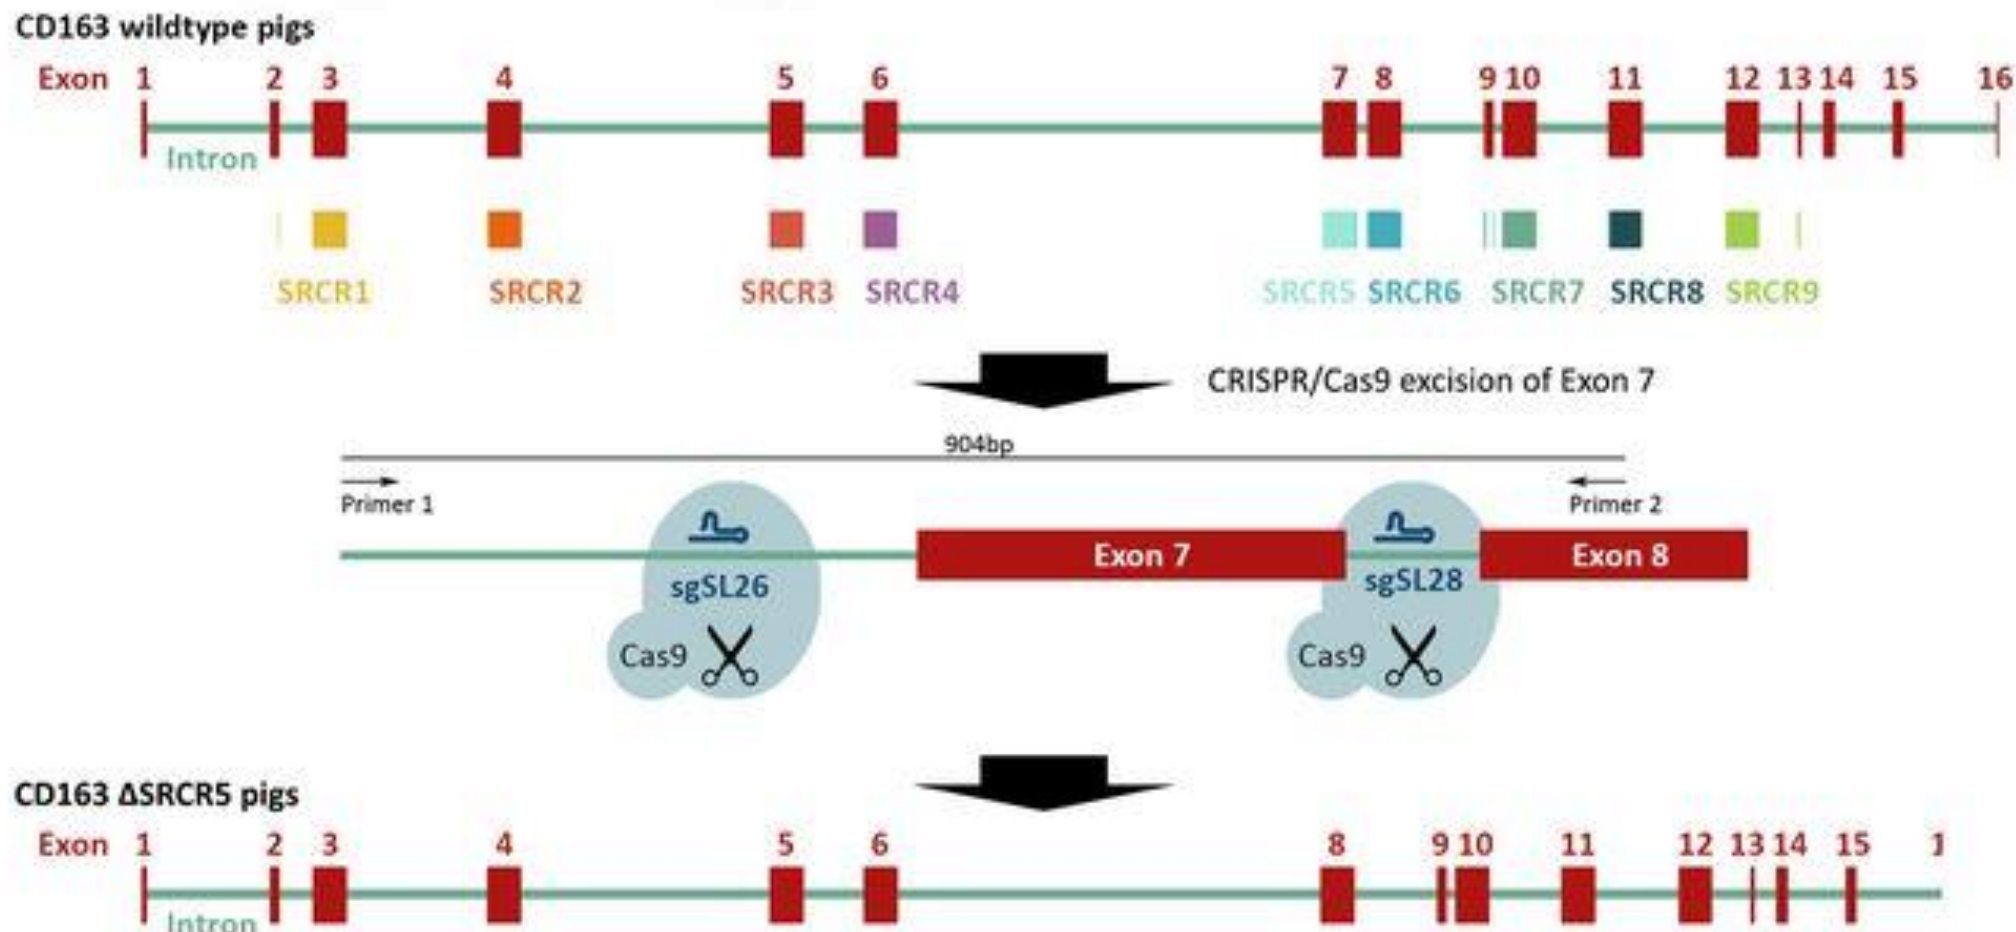 CD163 wildtype pigs
Exon 1 2 3 4 5 6 7 8 9 10 11 12 13 14 15 16
Intron
SRCR1 SRCR2 SRCR3 SRCR4 SRCR5 SRCR6 SRCR7 SRCR8 SRCR9
CRISPR/Cas9 excision of Exon 7
904bp
Primer 1 Primer 2
Exon 7 Exon 8
sgSL26 sgSL28
Cas9 Cas9
CD163 ΔSRCR5 pigs
Exon 1 2 3 4 5 6 8 9 10 11 12 13 14 15 1
Intron